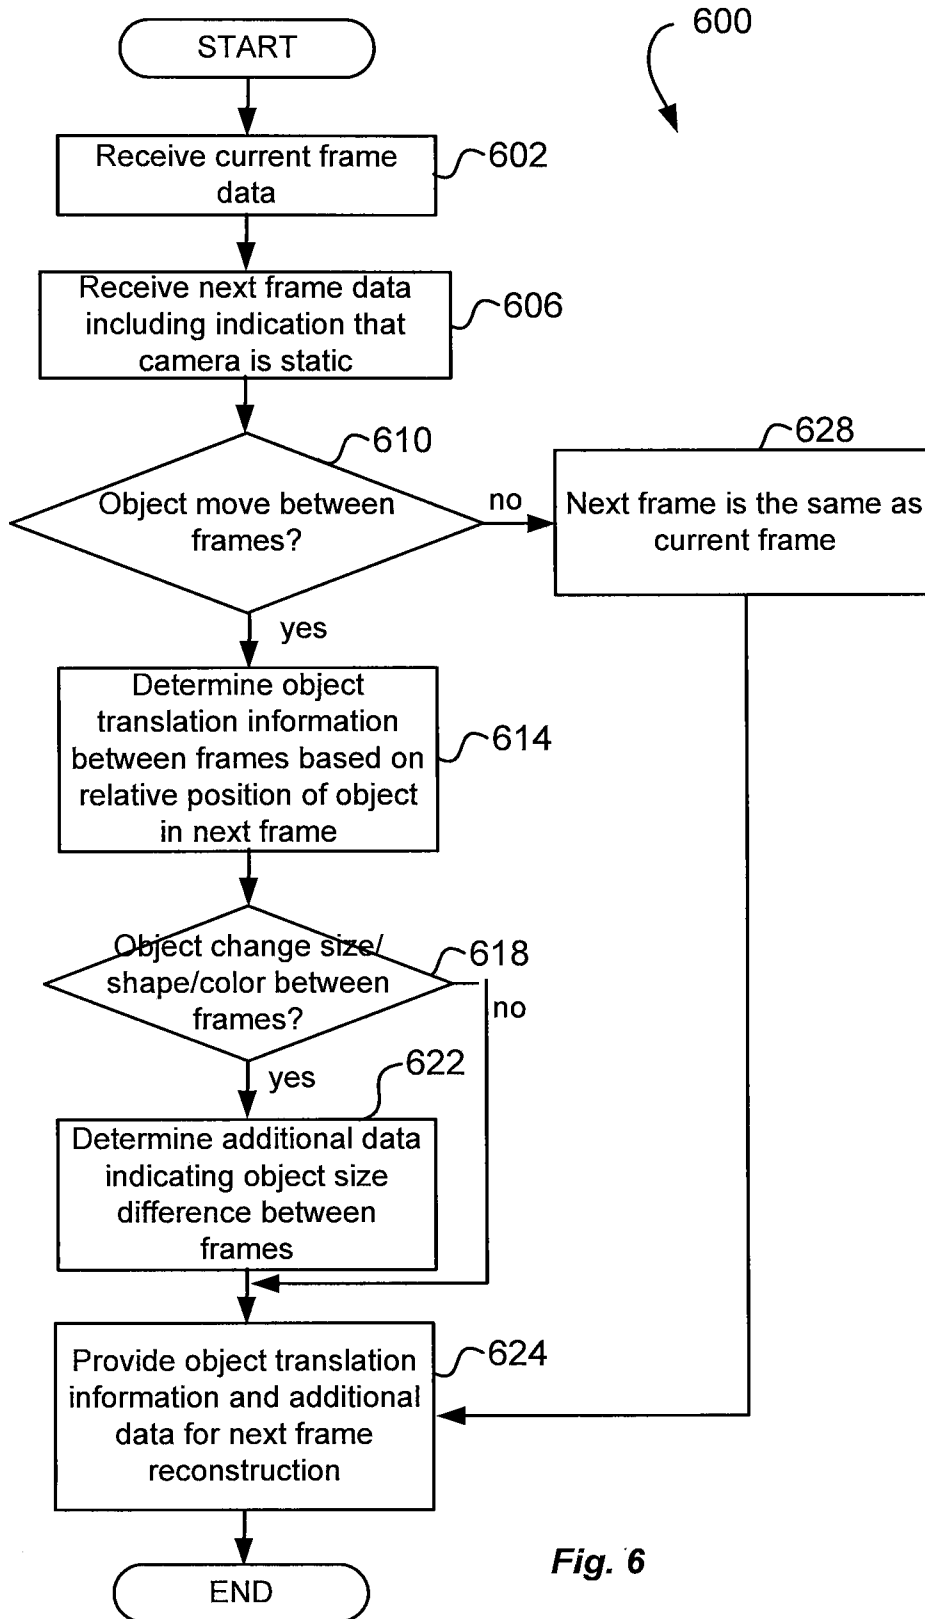 600
START
Receive current frame
data
602
Receive next frame data
including indication that
camera is static
606
610
Object move between
frames?
no
628
Next frame is the same as
current frame
yes
Determine object
translation information
between frames based on
relative position of object
in next frame
614
Object change size/
shape/color between
frames?
618
no
yes
622
Determine additional data
indicating object size
difference between
frames
Provide object translation
information and additional
data for next frame
reconstruction
624
END
Fig. 6